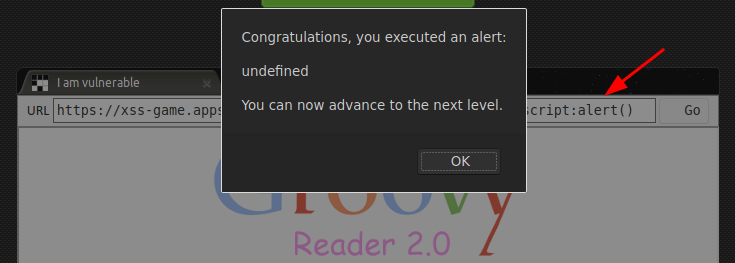 Congratulations, you executed an alert:
undefined
You can now advance to the next level.
OK
I am vulnerable
URL https://xss-game.apps script:alert() Go
Groovy
Reader 2.0